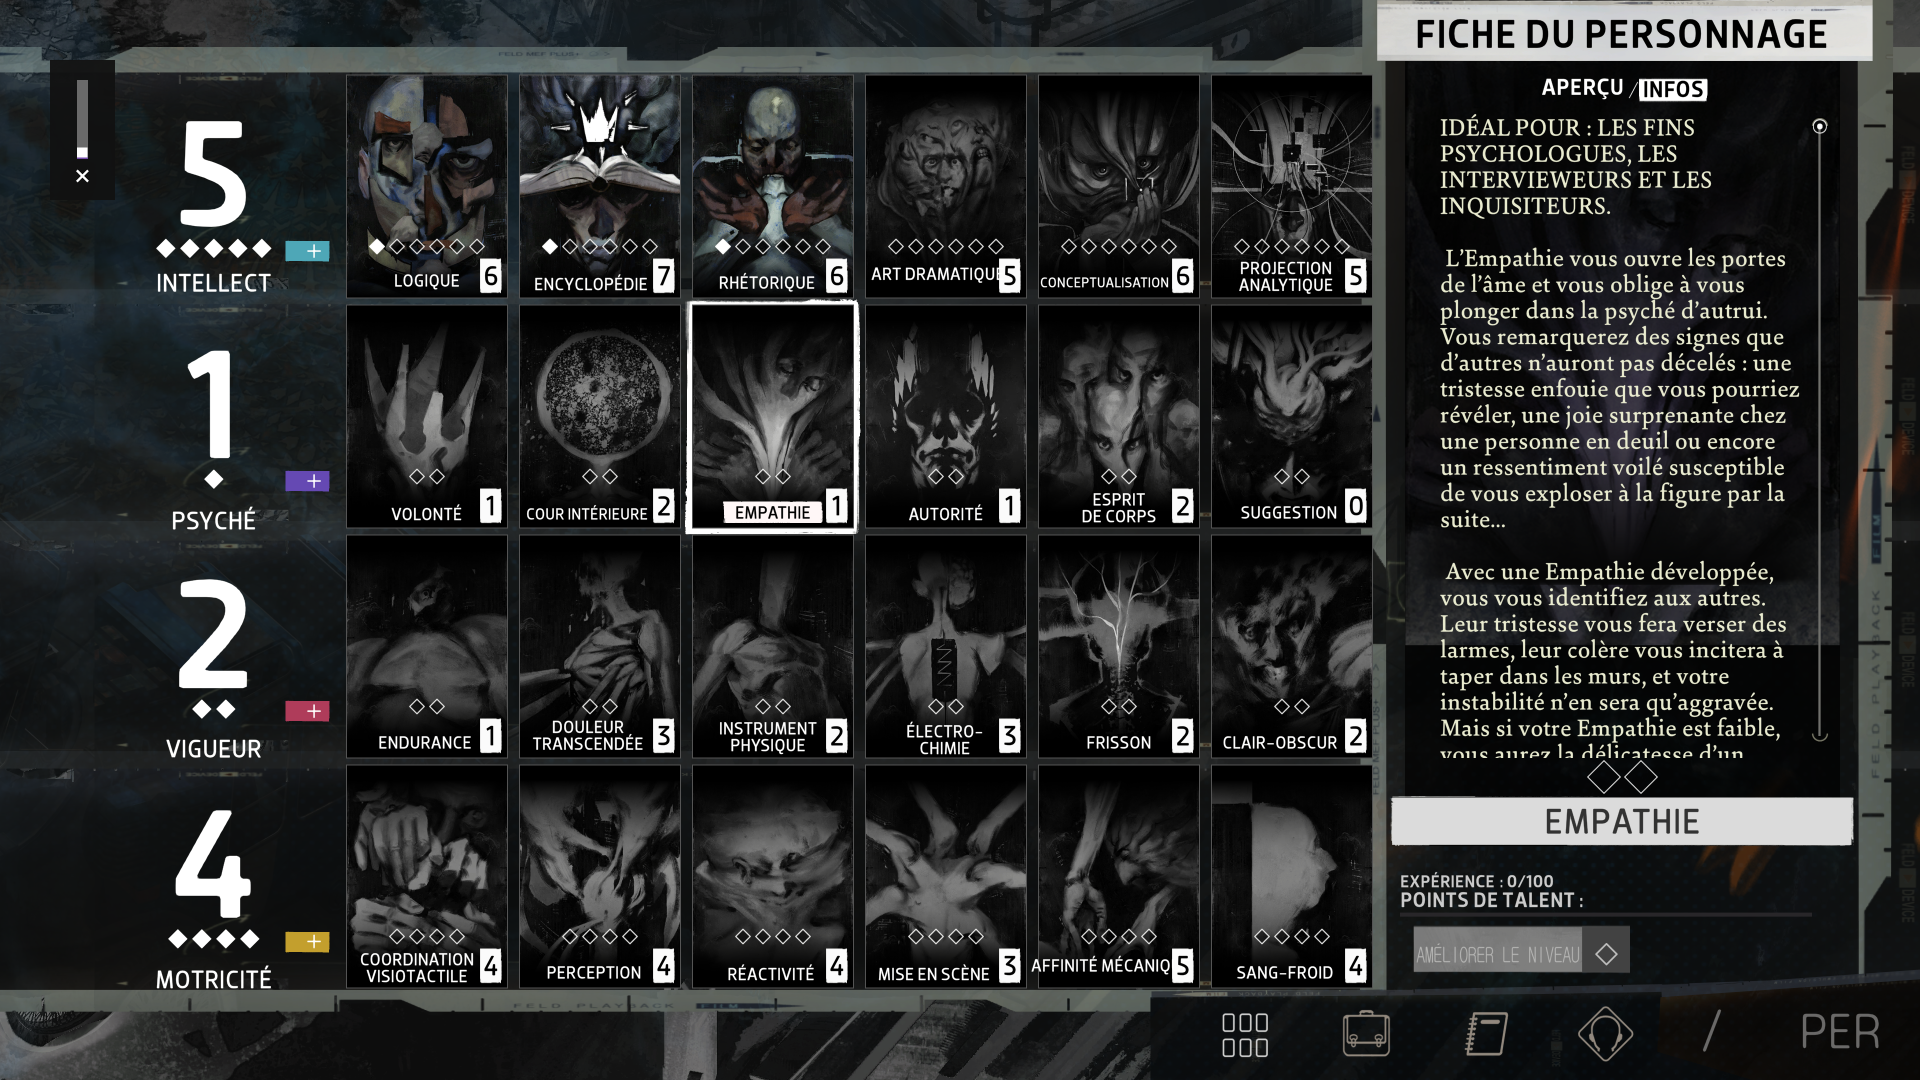 FICHE DU PERSONNAGE
APERÇU / INFOS
IDÉAL POUR : LES FINS
PSYCHOLOGUES, LES
INTERVIEWEURS ET LES
INQUISITEURS.
L'Empathie vous ouvre les portes
de l'âme et vous oblige à vous
plonger dans la psyché d'autrui.
Vous remarquerez des signes que
d'autres n'auront pas décelés : une
tristesse enfouie que vous pourriez
révéler, une joie surprenante chez
une personne en deuil ou encore
un ressentiment voilé susceptible
de vous exploser à la figure par la
suite...
Avec une Empathie développée,
vous vous identifiez aux autres.
Leur tristesse vous fera verser des
larmes, leur colère vous incitera à
taper dans les murs, et votre
instabilité n'en sera qu'aggravée.
Mais si votre Empathie est faible,
vous aurez la délicatesse d'un
EMPATHIE
EXPÉRIENCE : 0/100
POINTS DE TALENT :
AMÉLIORER LE NIVEAU
5
INTELLECT
+
LOGIQUE 6
ENCYCLOPÉDIE 7
RHÉTORIQUE 6
ART DRAMATIQUE 5
CONCEPTUALISATION 6
PROJECTION
ANALYTIQUE 5
1
PSYCHÉ
+
VOLONTÉ 1
COUR INTÉRIEURE 2
EMPATHIE 1
AUTORITÉ 1
ESPRIT
DE CORPS 2
SUGGESTION 0
2
VIGUEUR
+
ENDURANCE 1
DOULEUR
TRANSCENDÉE 3
INSTRUMENT
PHYSIQUE 2
ÉLECTRO-
CHIMIE 3
FRISSON 2
CLAIR-OBSCUR 2
4
MOTRICITÉ
+
COORDINATION
VISIOTACTILE 4
PERCEPTION 4
RÉACTIVITÉ 4
MISE EN SCÈNE 3
AFFINITÉ MÉCANIQ 5
SANG-FROID 4
FELD PLAYBACK
FILM
/ PER